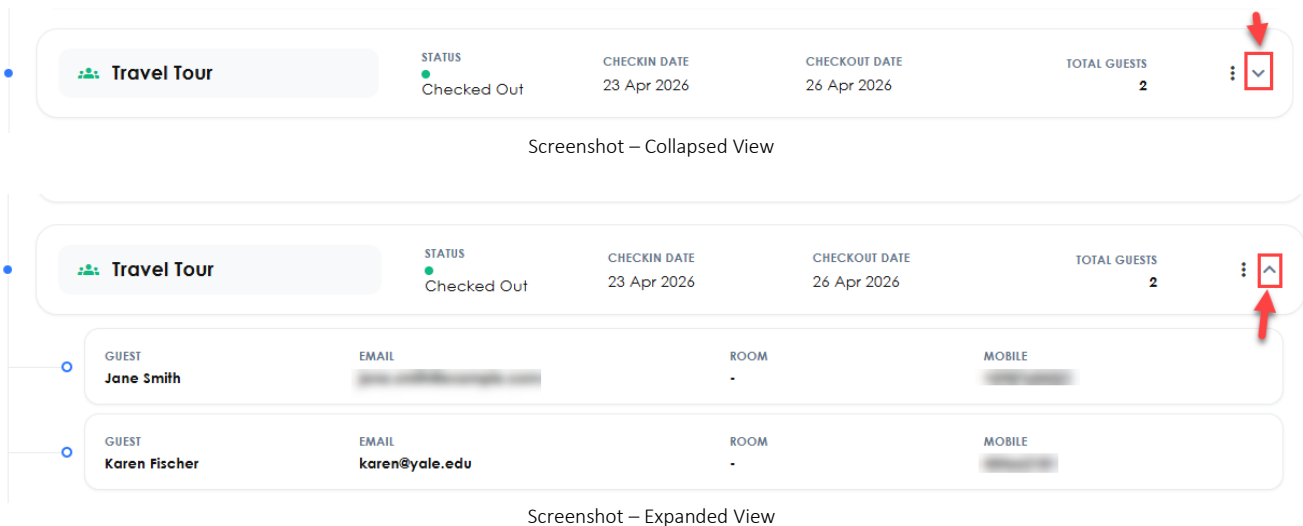 STATUS CHECKIN DATE CHECKOUT DATE TOTAL GUESTS
Travel Tour Checked Out 23 Apr 2026 26 Apr 2026 2
Screenshot – Collapsed View
STATUS CHECKIN DATE CHECKOUT DATE TOTAL GUESTS
Travel Tour Checked Out 23 Apr 2026 26 Apr 2026 2
GUEST EMAIL ROOM MOBILE
Jane Smith -
GUEST EMAIL ROOM MOBILE
Karen Fischer karen@yale.edu -
Screenshot – Expanded View